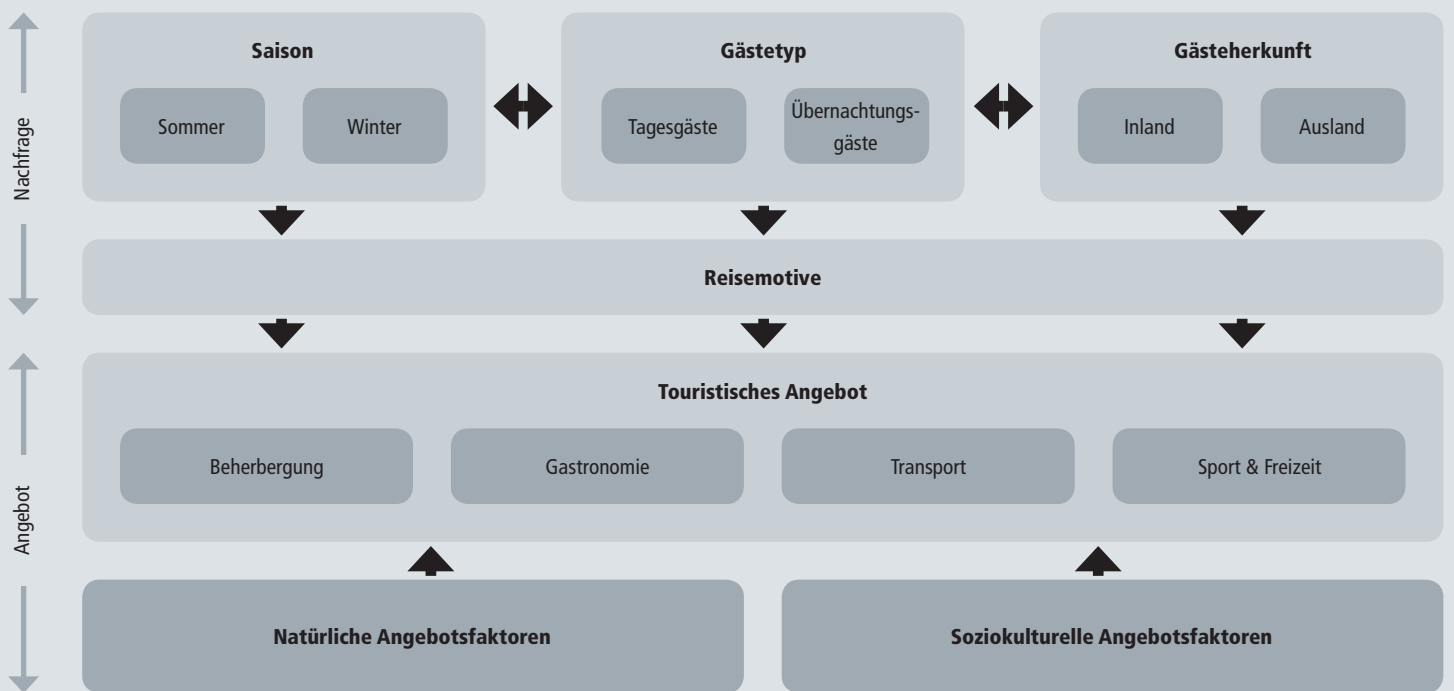 Nachfrage
Saison
Sommer
Winter
Gästetyp
Tagesgäste
Übernachtungs-
gäste
Gästeherkunft
Inland
Ausland
Reisemotive
Angebot
Touristisches Angebot
Beherbergung
Gastronomie
Transport
Sport & Freizeit
Natürliche Angebotsfaktoren
Soziokulturelle Angebotsfaktoren